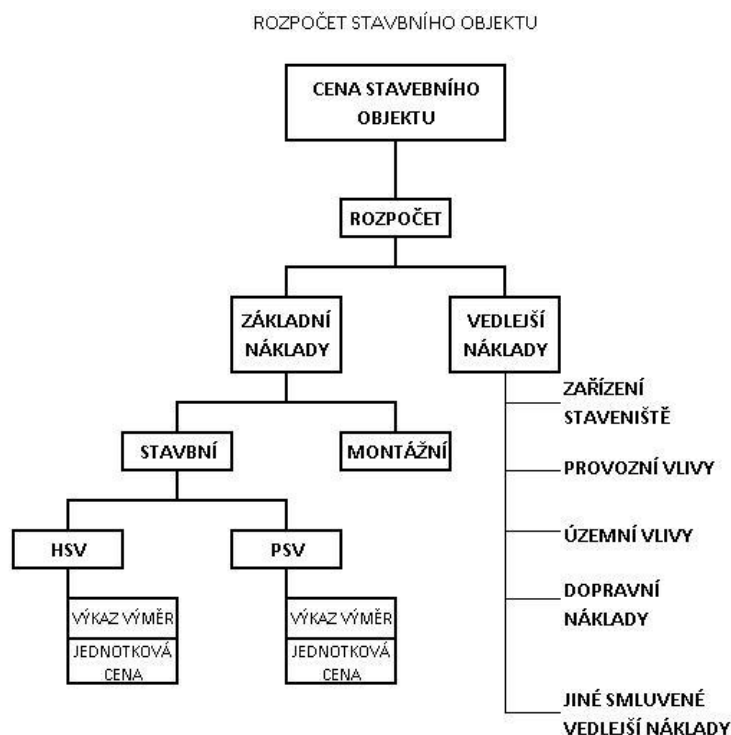 ROZPOČET STAVBNÍHO OBJEKTU
CENA STAVEBNÍHO
OBJEKTU
ROZPOČET
ZÁKLADNÍ
NÁKLADY
VEDLEJŠÍ
NÁKLADY
ZAŘÍZENÍ
STAVENIŠTĚ
STAVBNÍ
MONTÁŽNÍ
PROVOZNÍ VLIVY
HSV
PSV
ÚZEMNÍ VLIVY
DOPRAVNÍ
NÁKLADY
VÝKAZ VÝMĚR
JEDNOTKOVÁ
CENA
VÝKAZ VÝMĚR
JEDNOTKOVÁ
CENA
JINÉ SMLUVENÉ
VEDLEJŠÍ NÁKLADY